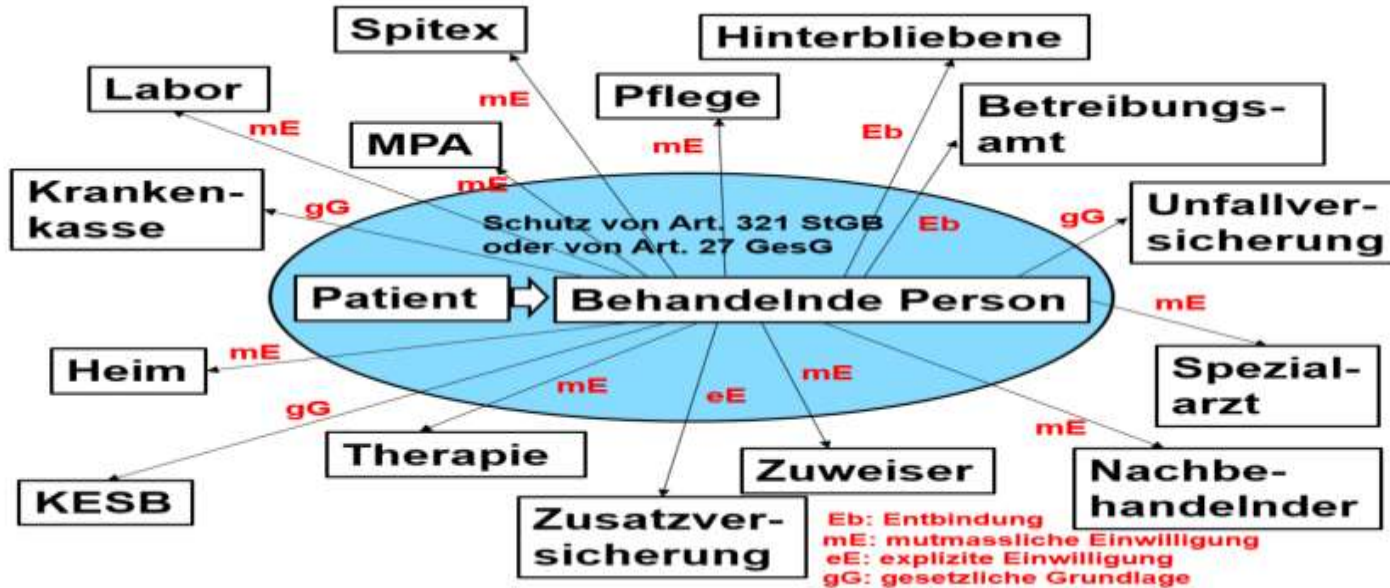 Spitex
Hinterbliebene
Labor
mE
Pflege
Betreibungs-
amt
mE
MPA
mE
Eb
Kranken-
kasse
gG
mE
Schutz von Art. 321 StGB
oder von Art. 27 GesG
Eb
gG
Unfallver-
sicherung
Patient
Behandelnde Person
mE
Heim
mE
mE
eE
mE
Spezial-
arzt
gG
Therapie
Zuweiser
mE
Nachbe-
handelnder
KESB
Zusatzver-
sicherung
Eb: Entbindung
mE: mutmassliche Einwilligung
eE: explizite Einwilligung
gG: gesetzliche Grundlage